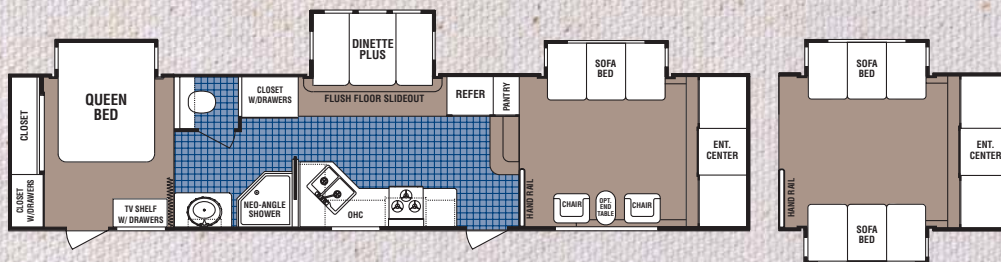 DINETTE
PLUS
FLUSH FLOOR SLIDEOUT
QUEEN
BED
CLOSET
CLOSET
W/DRAWERS
TV SHELF
W/ DRAWERS
CLOSET
W/DRAWERS
NEO-ANGLE
SHOWER
OHC
REFER
PANTRY
HAND RAIL
SOFA
BED
CHAIR
OPT.
END
TABLE
CHAIR
ENT.
CENTER
SOFA
BED
HAND RAIL
ENT.
CENTER
SOFA
BED